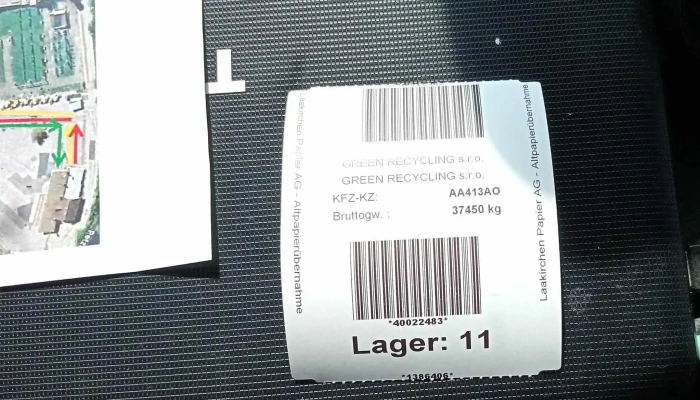 GREEN RECYCLING s.r.o.
GREEN RECYCLING s.r.o.
KFZ-KZ: AA413AO
Bruttogw. : 37450 kg
*40022483*
Lager: 11
*1386406*
Laakirchen Papier AG - Altpapierübernahme
Laakirchen Papier AG - Altpapierübernahme